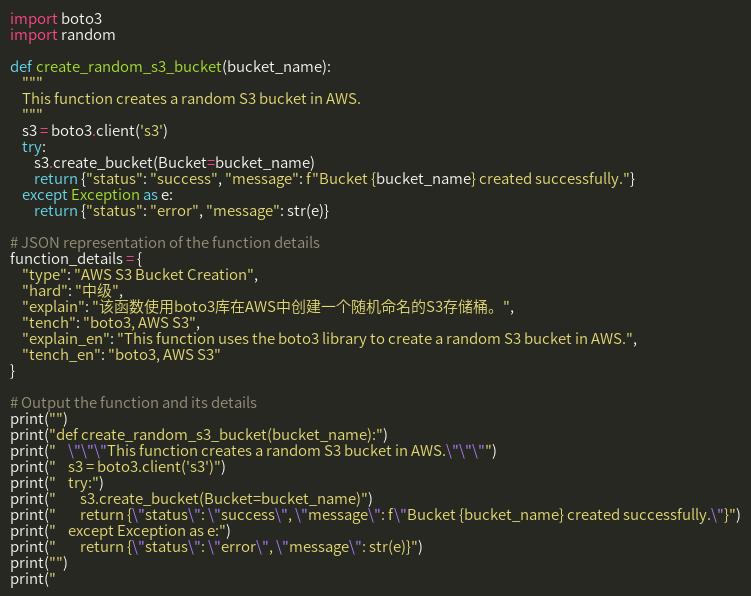 import boto3
import random

def create_random_s3_bucket(bucket_name):
    """
    This function creates a random S3 bucket in AWS.
    """
    s3 = boto3.client('s3')
    try:
        s3.create_bucket(Bucket=bucket_name)
        return {"status": "success", "message": f"Bucket {bucket_name} created successfully."}
    except Exception as e:
        return {"status": "error", "message": str(e)}

# JSON representation of the function details
function_details = {
    "type": "AWS S3 Bucket Creation",
    "hard": "中级",
    "explain": "该函数使用boto3库在AWS中创建一个随机命名的S3存储桶。",
    "tench": "boto3, AWS S3",
    "explain_en": "This function uses the boto3 library to create a random S3 bucket in AWS.",
    "tench_en": "boto3, AWS S3"
}

# Output the function and its details
print("")
print("def create_random_s3_bucket(bucket_name):")
print("    \"\"\"This function creates a random S3 bucket in AWS.\"\"\"")
print("    s3 = boto3.client('s3')")
print("    try:")
print("        s3.create_bucket(Bucket=bucket_name)")
print("        return {\"status\": \"success\", \"message\": f\"Bucket {bucket_name} created successfully.\"}")
print("    except Exception as e:")
print("        return {\"status\": \"error\", \"message\": str(e)}")
print("")
print("